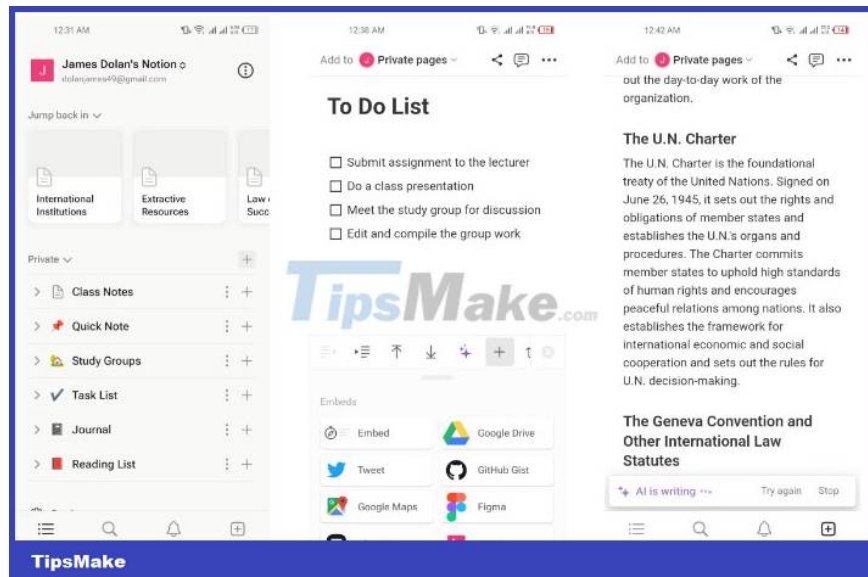 12:31 AM
J
James Dolan's Notion
dolanjames49@gmail.com
Jump back in
International
Institutions
Extractive
Resources
Law
Succ
Private
Class Notes
Quick Note
Study Groups
Task List
Journal
Reading List
12:38 AM
Add to J Private pages
To Do List
Submit assignment to the lecturer
Do a class presentation
Meet the study group for discussion
Edit and compile the group work
Embeds
Embed
Google Drive
Tweet
GitHub Gist
Google Maps
Figma
12:42 AM
Add to J Private pages
out the day-to-day work of the
organization.
The U.N. Charter
The U.N. Charter is the foundational
treaty of the United Nations. Signed on
June 26, 1945, it sets out the rights and
obligations of member states and
establishes the U.N.'s organs and
procedures. The Charter commits
member states to uphold high standards
of human rights and encourages
peaceful relations among nations. It also
establishes the framework for
international economic and social
cooperation and sets out the rules for
U.N. decision-making.
The Geneva Convention and
Other International Law
Statutes
AI is writing
Try again
Stop
TipsMake.com
TipsMake